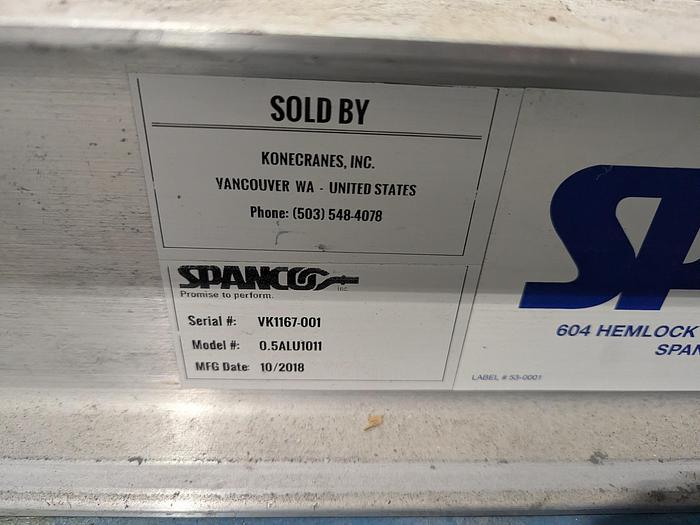 SOLD BY
KONECRANES, INC.
VANCOUVER WA - UNITED STATES
Phone: (503) 548-4078
SPANCO inc.
Promise to perform.
Serial #: VK1167-001
Model #: 0.5ALU1011
MFG Date: 10/2018
SP
604 HEMLOCK
SPAN
LABEL # 53-0001